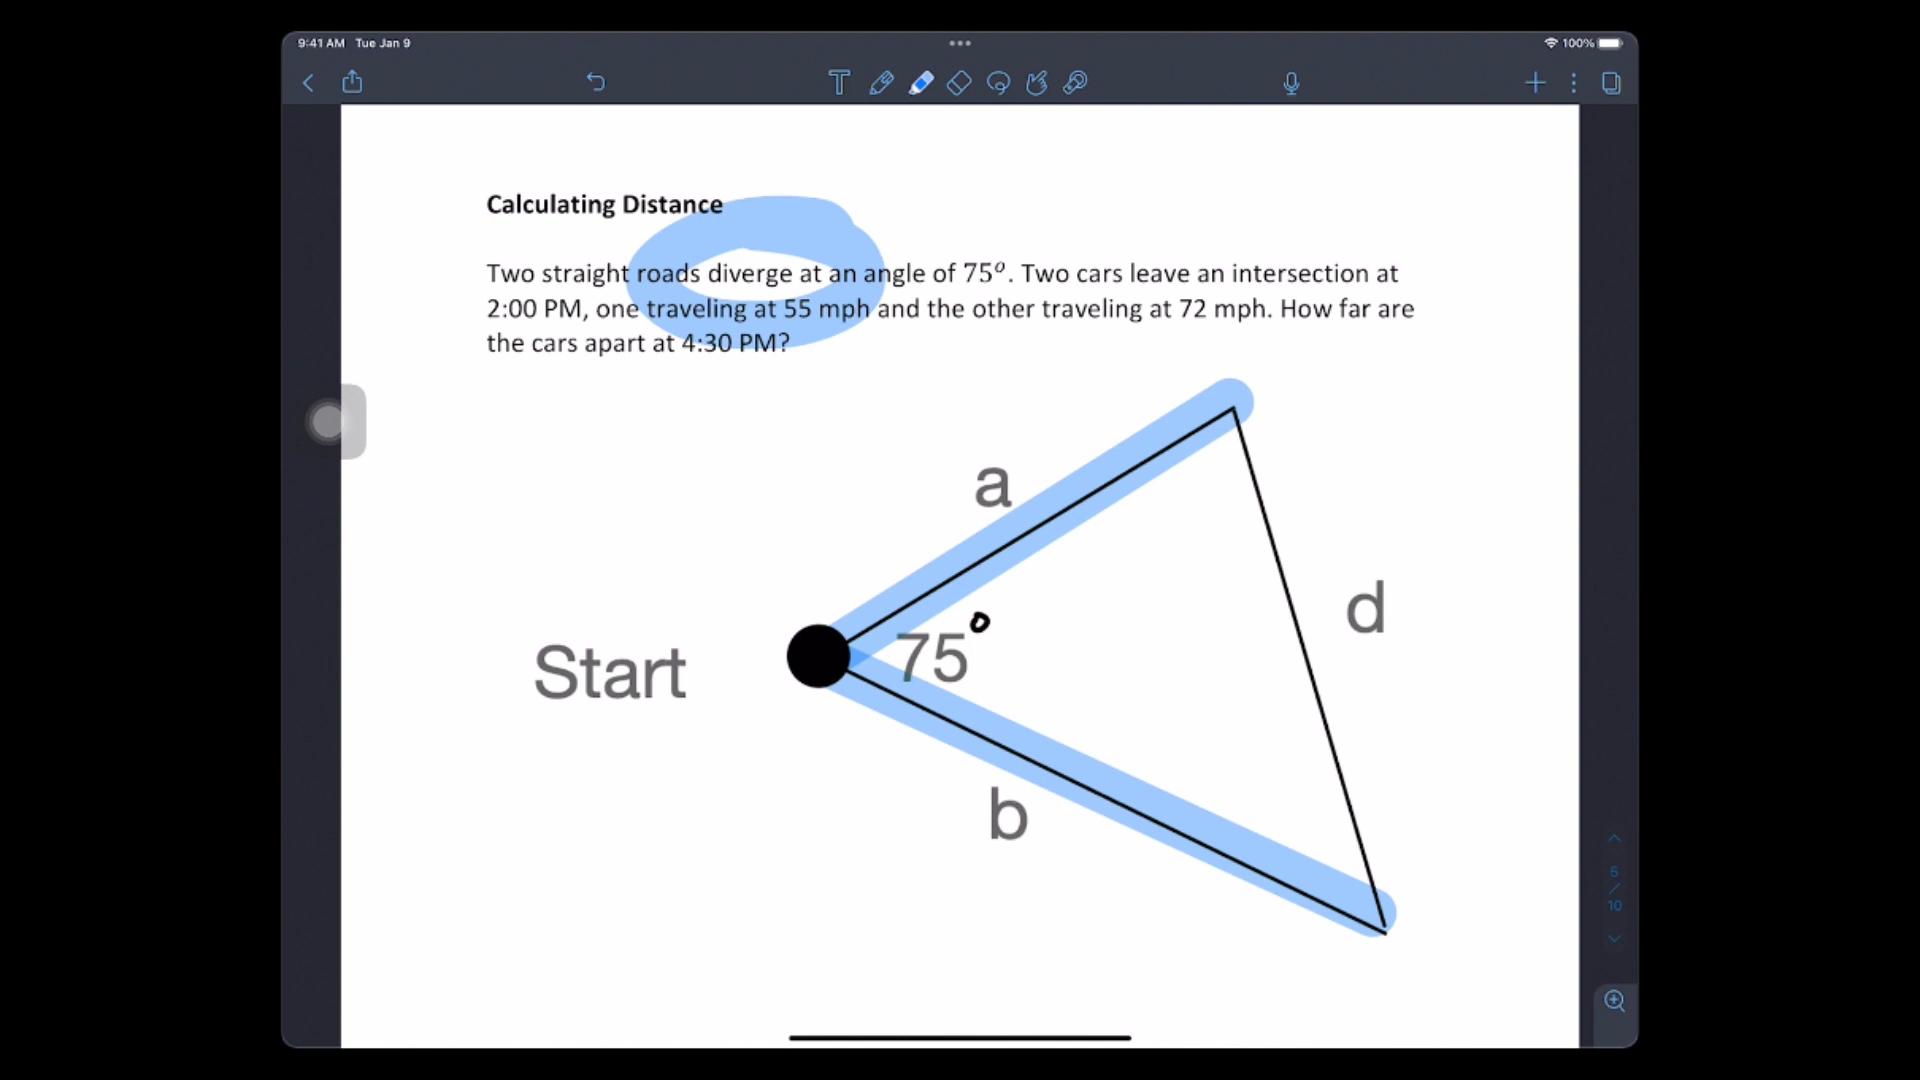 9:41 AM Tue Jan 9
100%
Calculating Distance
Two straight roads diverge at an angle of 75°. Two cars leave an intersection at
2:00 PM, one traveling at 55 mph and the other traveling at 72 mph. How far are
the cars apart at 4:30 PM?
a
d
75°
Start
b
5
/
10